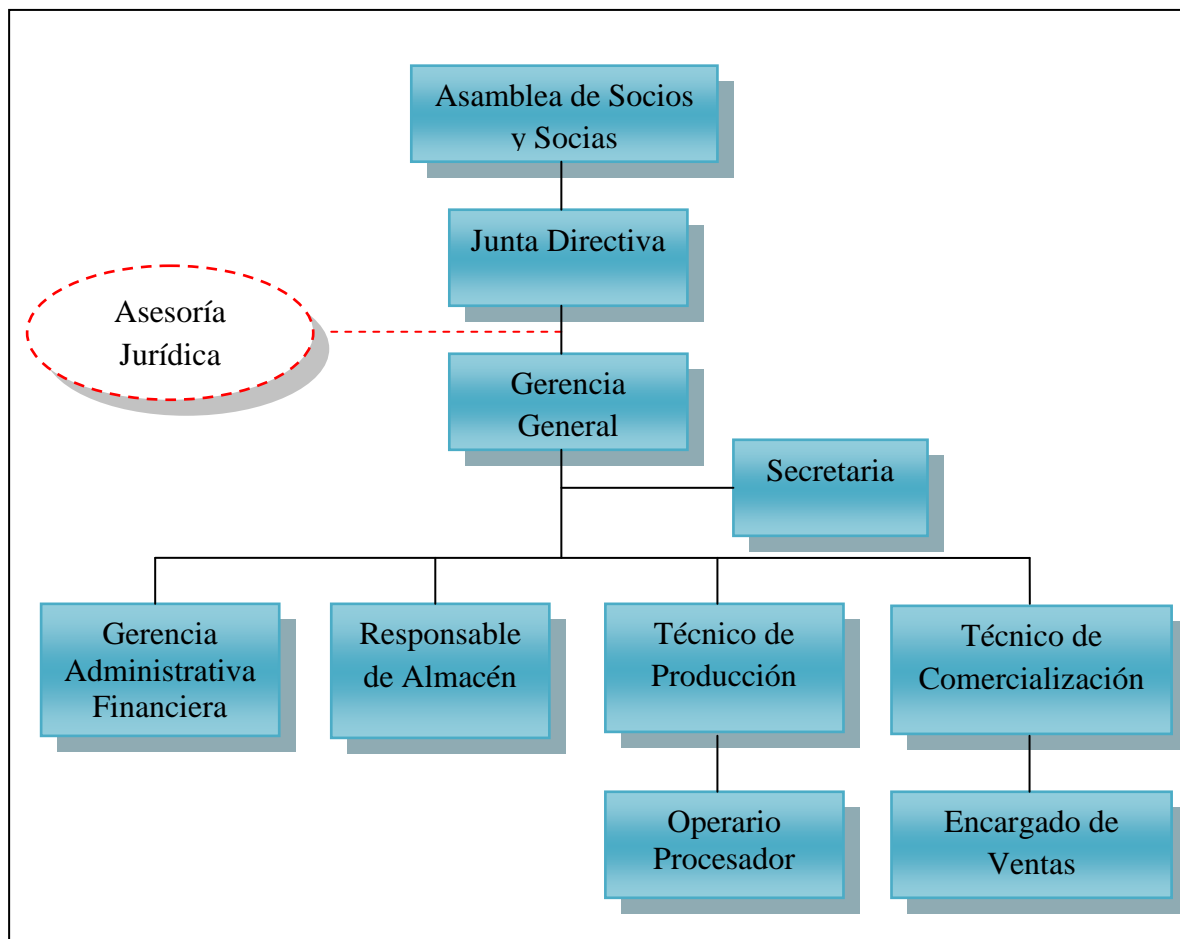 Asamblea de Socios
y Socias
Junta Directiva
Asesoría
Jurídica
Gerencia
General
Secretaria
Gerencia
Administrativa
Financiera
Responsable
de Almacén
Técnico de
Producción
Técnico de
Comercialización
Operario
Procesador
Encargado de
Ventas